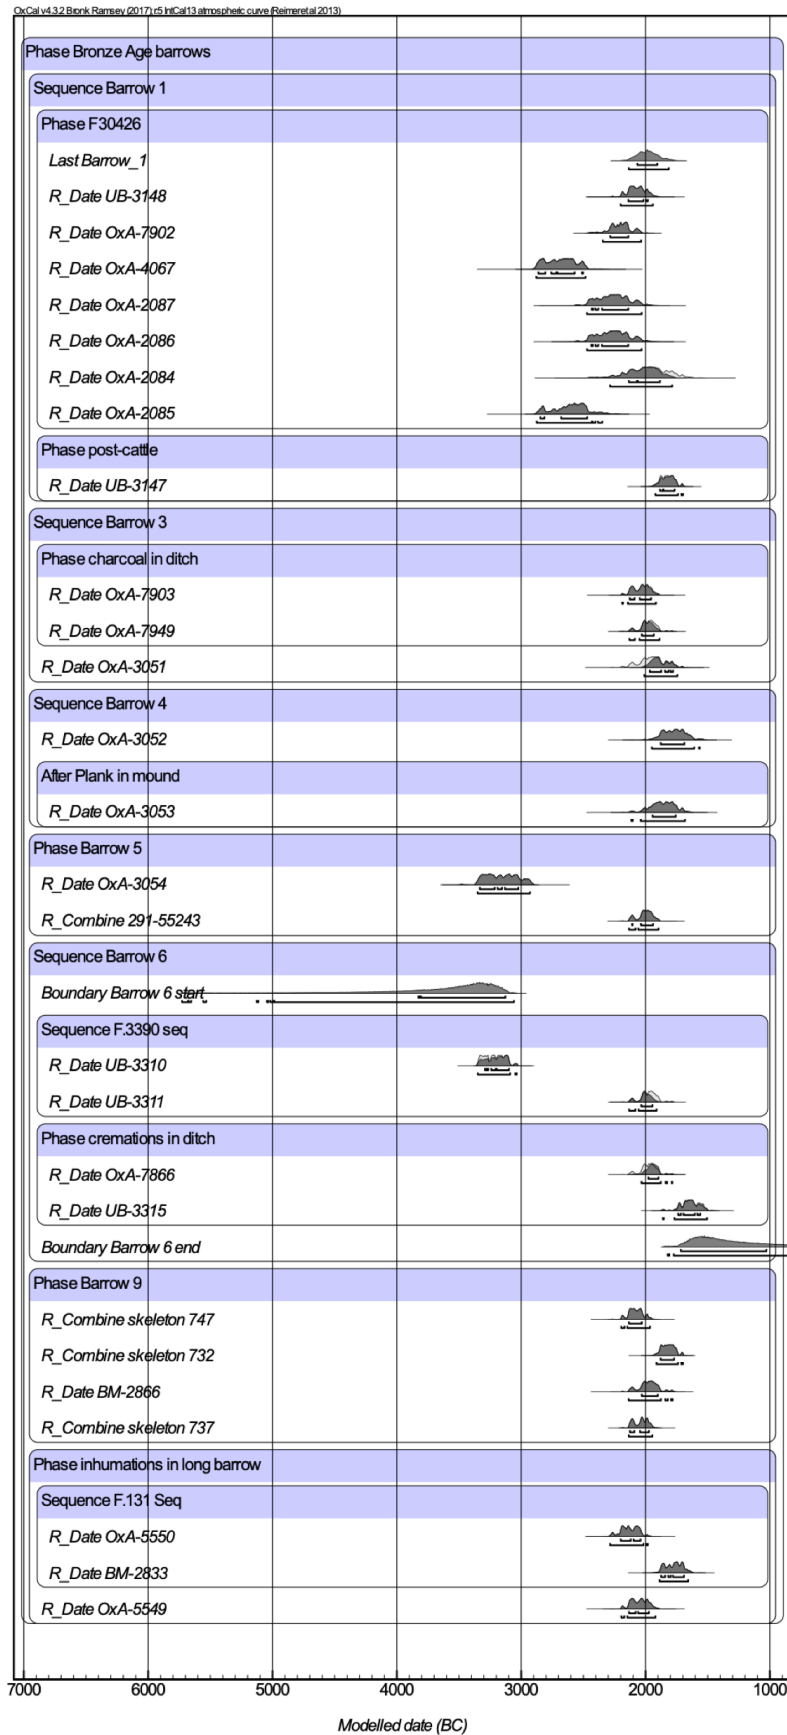 OxCal v4.3.2 Bronk Ramsey (2017); r:5 IntCal13 atmospheric curve (Reimer et al 2013)
Phase Bronze Age barrows
Sequence Barrow 1
Phase F30426
Last Barrow_1
R_Date UB-3148
R_Date OxA-7902
R_Date OxA-4067
R_Date OxA-2087
R_Date OxA-2086
R_Date OxA-2084
R_Date OxA-2085
Phase post-cattle
R_Date UB-3147
Sequence Barrow 3
Phase charcoal in ditch
R_Date OxA-7903
R_Date OxA-7949
R_Date OxA-3051
Sequence Barrow 4
R_Date OxA-3052
After Plank in mound
R_Date OxA-3053
Phase Barrow 5
R_Date OxA-3054
R_Combine 291-55243
Sequence Barrow 6
Boundary Barrow 6 start
Sequence F.3390 seq
R_Date UB-3310
R_Date UB-3311
Phase cremations in ditch
R_Date OxA-7866
R_Date UB-3315
Boundary Barrow 6 end
Phase Barrow 9
R_Combine skeleton 747
R_Combine skeleton 732
R_Date BM-2866
R_Combine skeleton 737
Phase inhumations in long barrow
Sequence F.131 Seq
R_Date OxA-5550
R_Date BM-2833
R_Date OxA-5549
7000 6000 5000 4000 3000 2000 1000
Modelled date (BC)